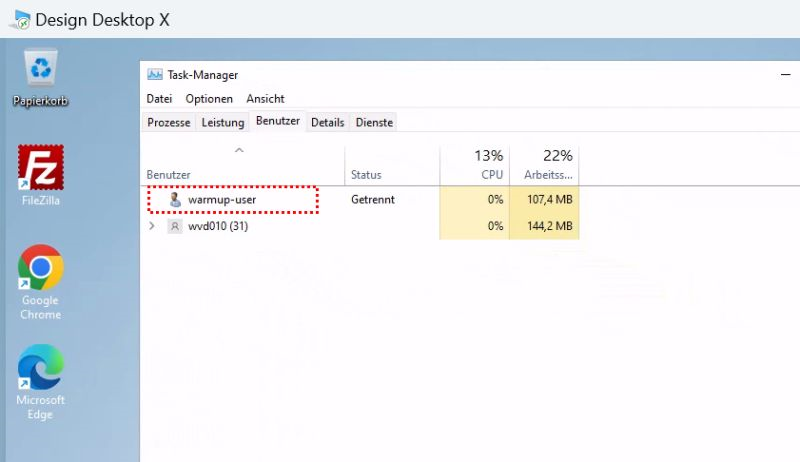 Design Desktop X
Papierkorb
FileZilla
Google
Chrome
Microsoft
Edge
Task-Manager
Datei Optionen Ansicht
Prozesse Leistung Benutzer Details Dienste
13% 22%
Benutzer Status CPU Arbeitss...
warmup-user Getrennt 0% 107,4 MB
wvd010 (31) 0% 144,2 MB